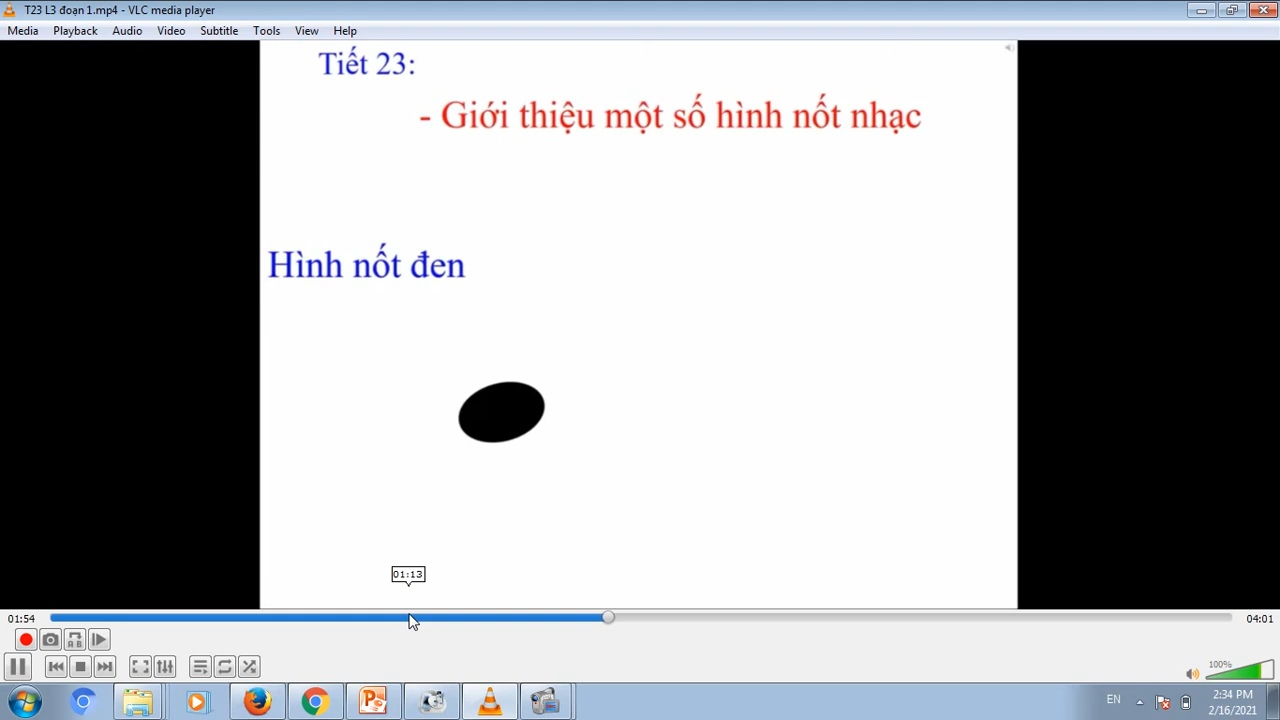 T23 L3 đoạn 1.mp4 - VLC media player
Media Playback Audio Video Subtitle Tools View Help
Tiết 23:
- Giới thiệu một số hình nốt nhạc
Hình nốt đen
01:13
01:54
04:01
100%
EN
2:34 PM
2/16/2021